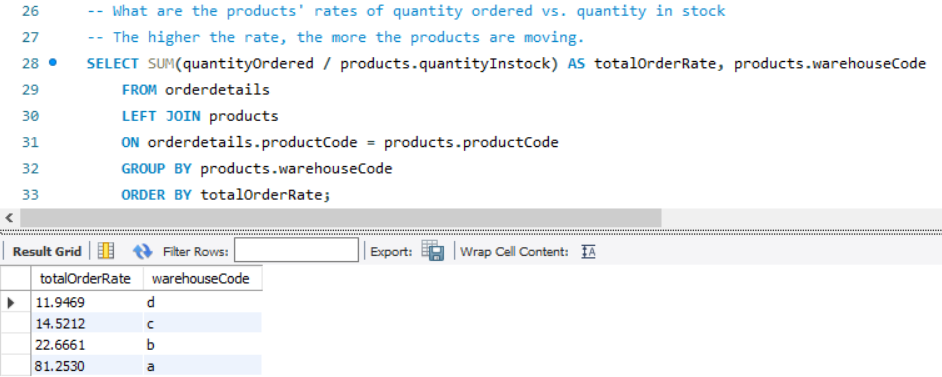 26 -- What are the products' rates of quantity ordered vs. quantity in stock
27 -- The higher the rate, the more the products are moving.
28 SELECT SUM(quantityOrdered / products.quantityInstock) AS totalOrderRate, products.warehouseCode
29 FROM orderdetails
30 LEFT JOIN products
31 ON orderdetails.productCode = products.productCode
32 GROUP BY products.warehouseCode
33 ORDER BY totalOrderRate;
Result Grid Filter Rows: Export: Wrap Cell Content: IA
totalOrderRate warehouseCode
11.9469 d
14.5212 c
22.6661 b
81.2530 a